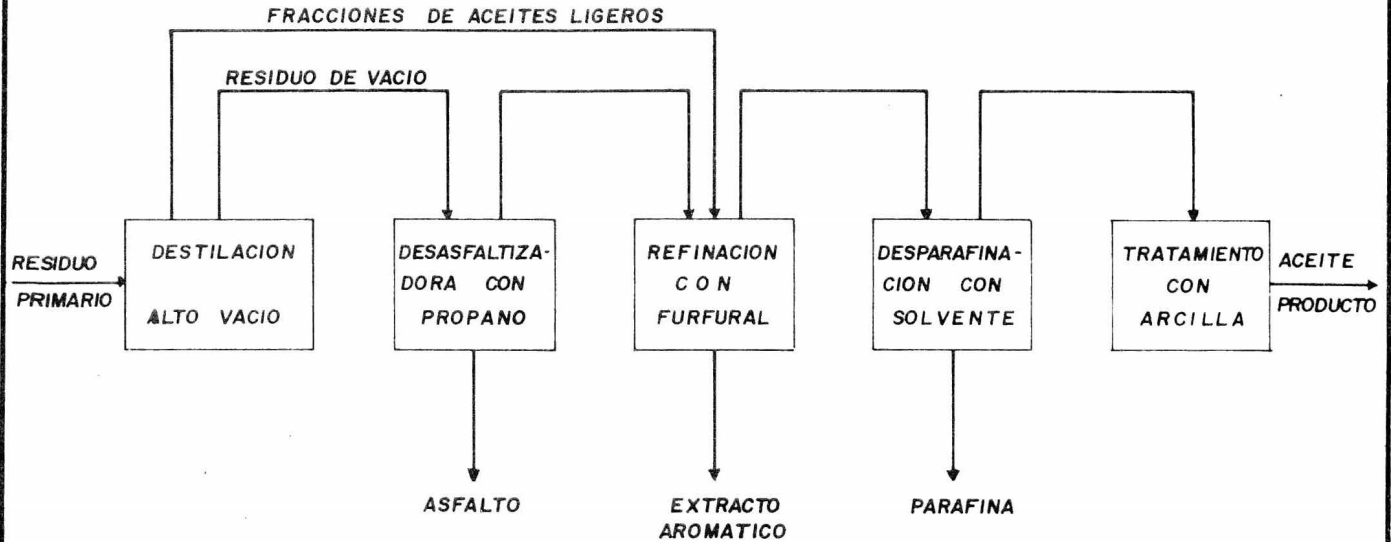 FRACCIONES DE ACEITES LIGEROS
RESIDUO DE VACIO
RESIDUO
PRIMARIO
DESTILACION
ALTO VACIO
DESASFALTIZA-
DORA CON
PROPANO
REFINACION
CON
FURFURAL
DESPARAFINA-
CION CON
SOLVENTE
TRATAMIENTO
CON
ARCILLA
ACEITE
PRODUCTO
ASFALTO
EXTRACTO
AROMATICO
PARAFINA